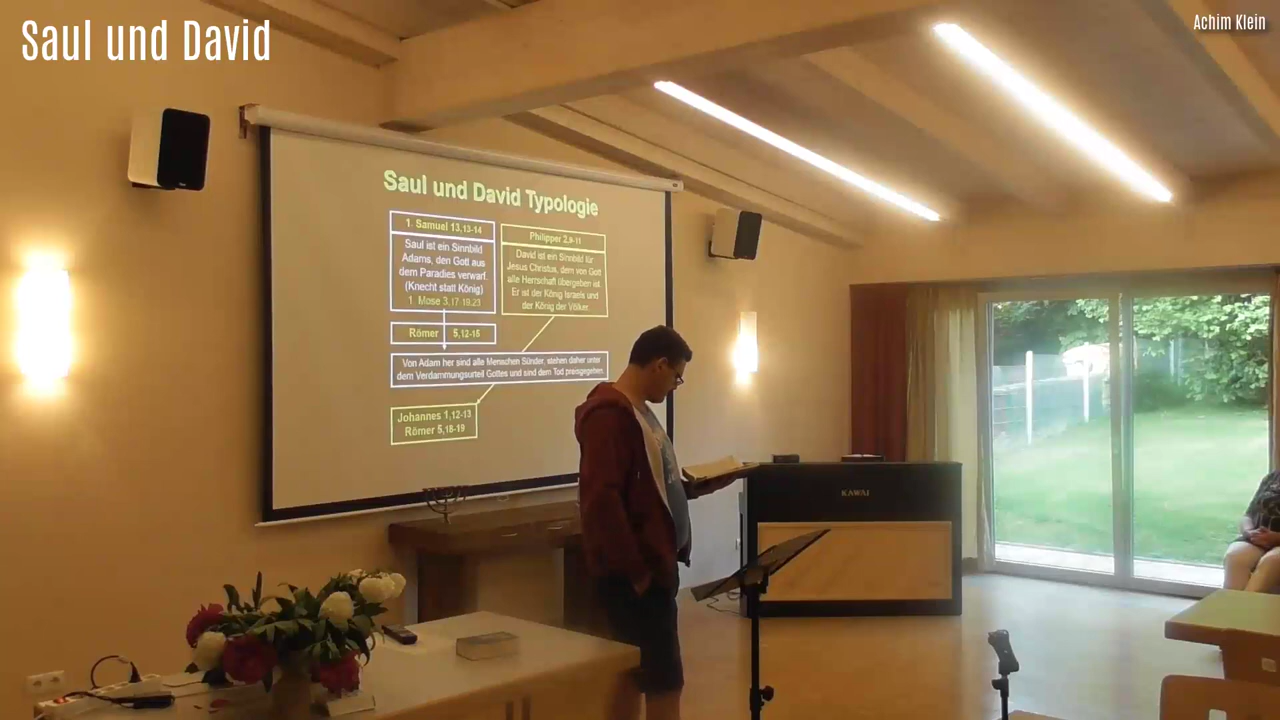 Saul und David
Achim Klein
Saul und David Typologie
1. Samuel 13,13-14
Saul ist ein Sinnbild
Adams, den Gott aus
dem Paradies verwarf.
(Knecht statt König)
1. Mose 3,17-19.23
Philipper 2,9-11
David ist ein Sinnbild für
Jesus Christus, dem von Gott
alle Herrschaft übergeben ist.
Er ist der König Israels und
der König der Völker.
Römer 5,12-15
Von Adam her sind alle Menschen Sünder, stehen daher unter
dem Verdammungsurteil Gottes und sind dem Tod preisgegeben.
Johannes 1,12-13
Römer 5,18-19
KAWAI